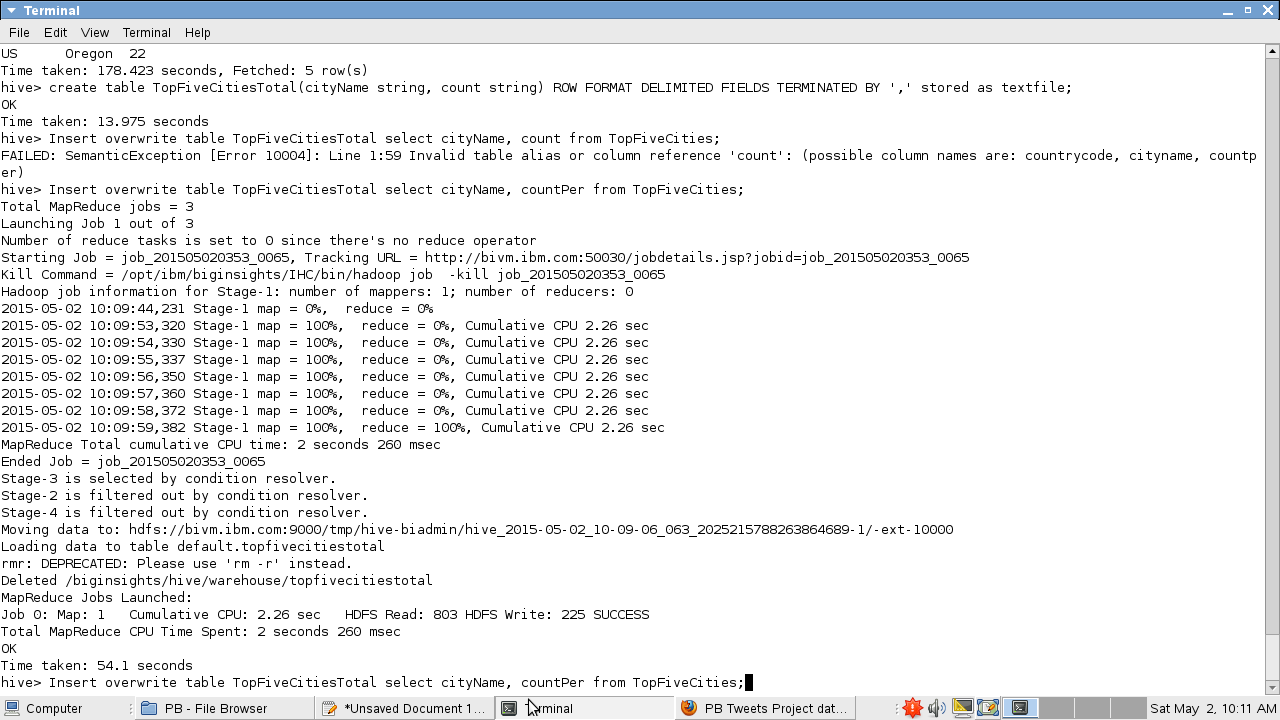 Terminal
File Edit View Terminal Help
US      Oregon  22
Time taken: 178.423 seconds, Fetched: 5 row(s)
hive> create table TopFiveCitiesTotal(cityName string, count string) ROW FORMAT DELIMITED FIELDS TERMINATED BY ',' stored as textfile;
OK
Time taken: 13.975 seconds
hive> Insert overwrite table TopFiveCitiesTotal select cityName, count from TopFiveCities;
FAILED: SemanticException [Error 10004]: Line 1:59 Invalid table alias or column reference 'count': (possible column names are: countrycode, cityname, countp
er)
hive> Insert overwrite table TopFiveCitiesTotal select cityName, countPer from TopFiveCities;
Total MapReduce jobs = 3
Launching Job 1 out of 3
Number of reduce tasks is set to 0 since there's no reduce operator
Starting Job = job_201505020353_0065, Tracking URL = http://bivm.ibm.com:50030/jobdetails.jsp?jobid=job_201505020353_0065
Kill Command = /opt/ibm/biginsights/IHC/bin/hadoop job  -kill job_201505020353_0065
Hadoop job information for Stage-1: number of mappers: 1; number of reducers: 0
2015-05-02 10:09:44,231 Stage-1 map = 0%,  reduce = 0%
2015-05-02 10:09:53,320 Stage-1 map = 100%,  reduce = 0%, Cumulative CPU 2.26 sec
2015-05-02 10:09:54,330 Stage-1 map = 100%,  reduce = 0%, Cumulative CPU 2.26 sec
2015-05-02 10:09:55,337 Stage-1 map = 100%,  reduce = 0%, Cumulative CPU 2.26 sec
2015-05-02 10:09:56,350 Stage-1 map = 100%,  reduce = 0%, Cumulative CPU 2.26 sec
2015-05-02 10:09:57,360 Stage-1 map = 100%,  reduce = 0%, Cumulative CPU 2.26 sec
2015-05-02 10:09:58,372 Stage-1 map = 100%,  reduce = 0%, Cumulative CPU 2.26 sec
2015-05-02 10:09:59,382 Stage-1 map = 100%,  reduce = 100%, Cumulative CPU 2.26 sec
MapReduce Total cumulative CPU time: 2 seconds 260 msec
Ended Job = job_201505020353_0065
Stage-3 is selected by condition resolver.
Stage-2 is filtered out by condition resolver.
Stage-4 is filtered out by condition resolver.
Moving data to: hdfs://bivm.ibm.com:9000/tmp/hive-biadmin/hive_2015-05-02_10-09-06_063_2025215788263864689-1/-ext-10000
Loading data to table default.topfivecitiestotal
rmr: DEPRECATED: Please use 'rm -r' instead.
Deleted /biginsights/hive/warehouse/topfivecitiestotal
MapReduce Jobs Launched:
Job 0: Map: 1   Cumulative CPU: 2.26 sec   HDFS Read: 803 HDFS Write: 225 SUCCESS
Total MapReduce CPU Time Spent: 2 seconds 260 msec
OK
Time taken: 54.1 seconds
hive> Insert overwrite table TopFiveCitiesTotal select cityName, countPer from TopFiveCities;
Computer PB - File Browser *Unsaved Document 1... Terminal PB Tweets Project dat... Sat May 2, 10:11 AM